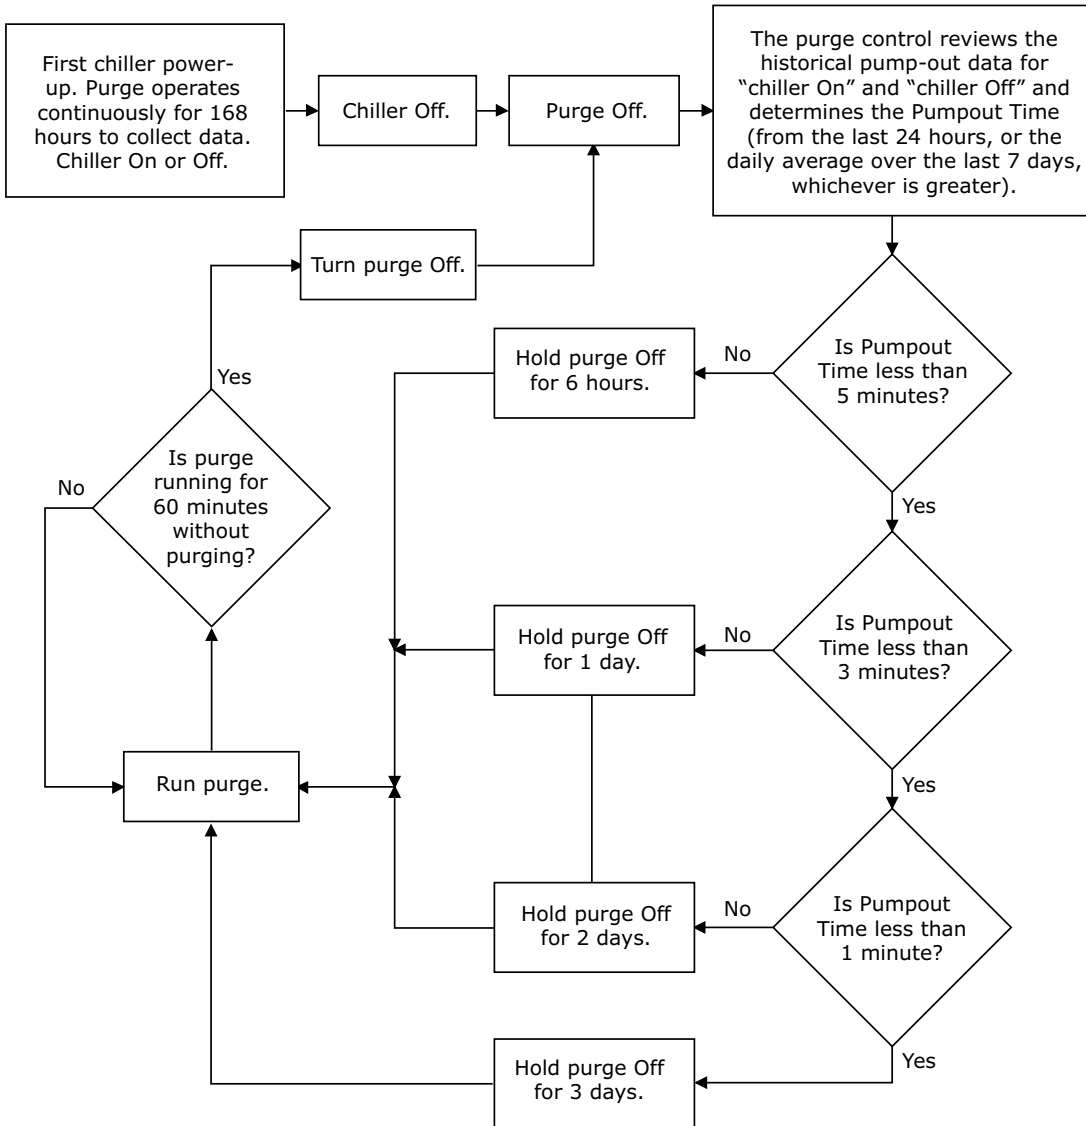 First chiller power-
up. Purge operates
continuously for 168
hours to collect data.
Chiller On or Off.
Chiller Off.
Purge Off.
The purge control reviews the
historical pump-out data for
“chiller On” and “chiller Off” and
determines the Pumpout Time
(from the last 24 hours, or the
daily average over the last 7 days,
whichever is greater).
Turn purge Off.
Is Pumpout
Time less than
5 minutes?
No
Hold purge Off
for 6 hours.
Yes
Yes
Is purge
running for
60 minutes
without
purging?
No
Is Pumpout
Time less than
3 minutes?
No
Hold purge Off
for 1 day.
Yes
Run purge.
Is Pumpout
Time less than
1 minute?
No
Hold purge Off
for 2 days.
Yes
Hold purge Off
for 3 days.